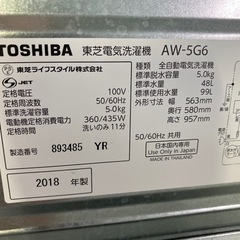 TOSHIBA 東芝電気洗濯機 AW-5G6
東芝ライフスタイル株式会社
S JET
定格電圧 100V
定格周波数 50/60Hz
標準洗濯容量 5.0kg
定格消費電力 360/435W
洗いのみ 11分
製造番号 893485 YR
2018 年製
種類 全自動電気洗濯機
標準脱水容量 5.0kg
標準水量 48L
標準使用水量 99L
外形寸法 幅 563mm
奥行 580mm
高さ 957mm
50/60Hz 共用
日本国内専用
Use only in Japan
MADE IN THAILAND